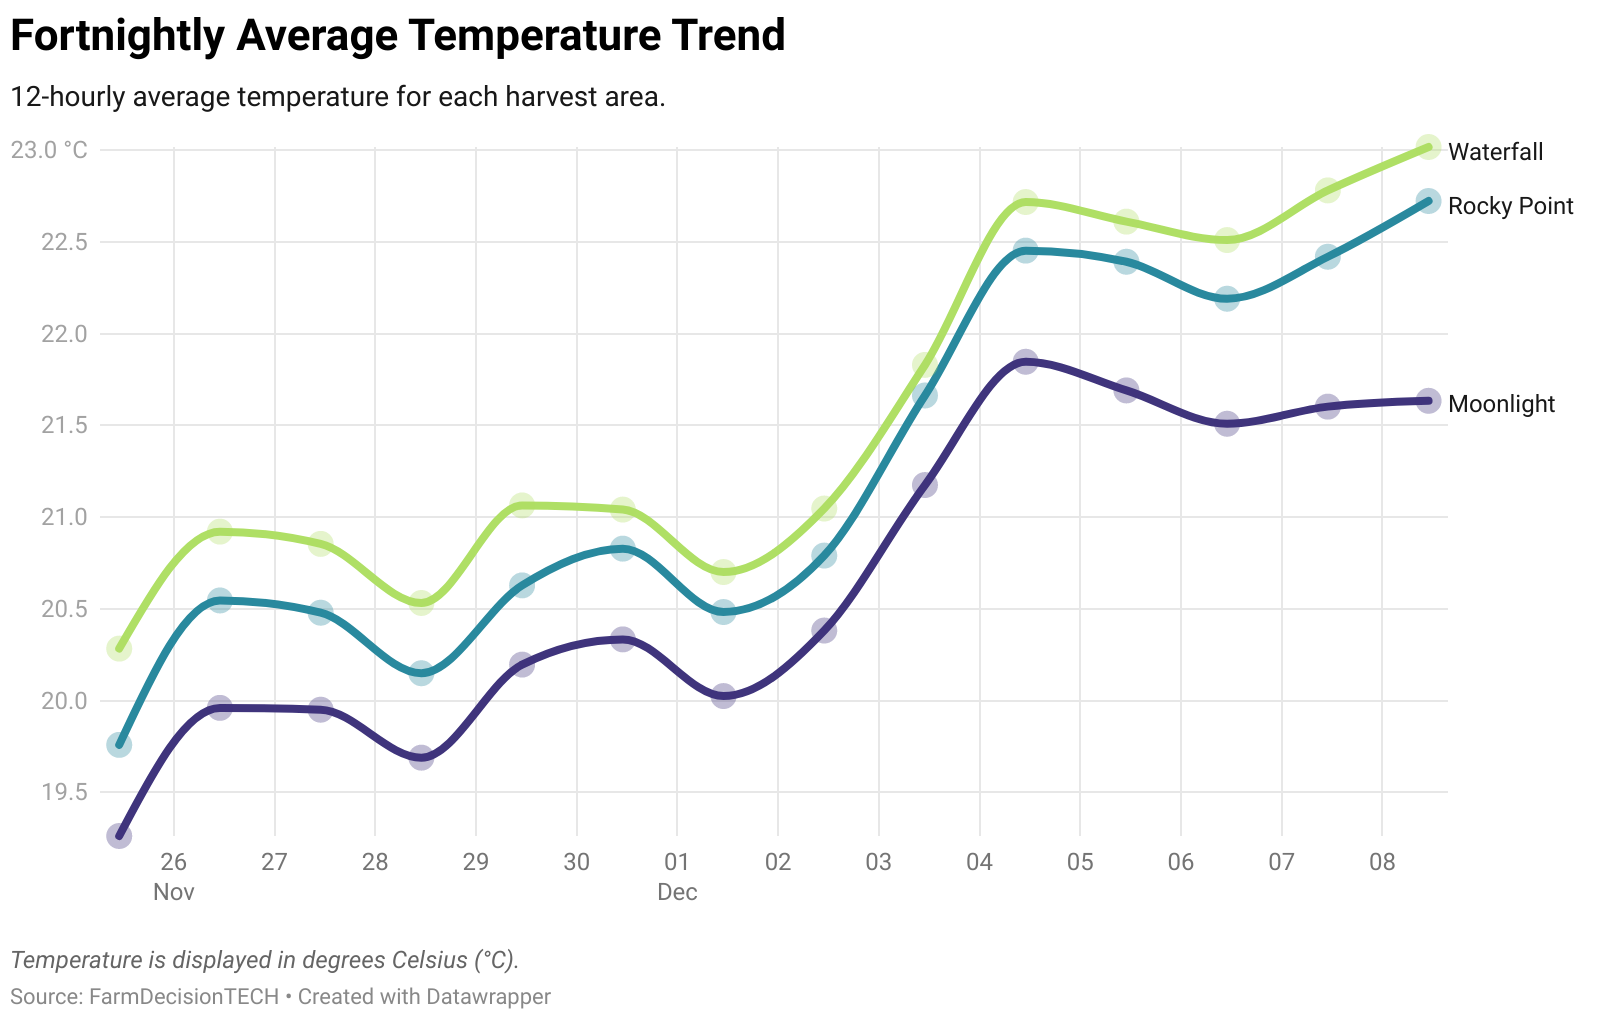 Fortnightly Average Temperature Trend
12-hourly average temperature for each harvest area.
23.0 °C
22.5
22.0
21.5
21.0
20.5
20.0
19.5
Waterfall
Rocky Point
Moonlight
26 27 28 29 30 01 02 03 04 05 06 07 08
Nov Dec
Temperature is displayed in degrees Celsius (°C).
Source: FarmDecisionTECH • Created with Datawrapper